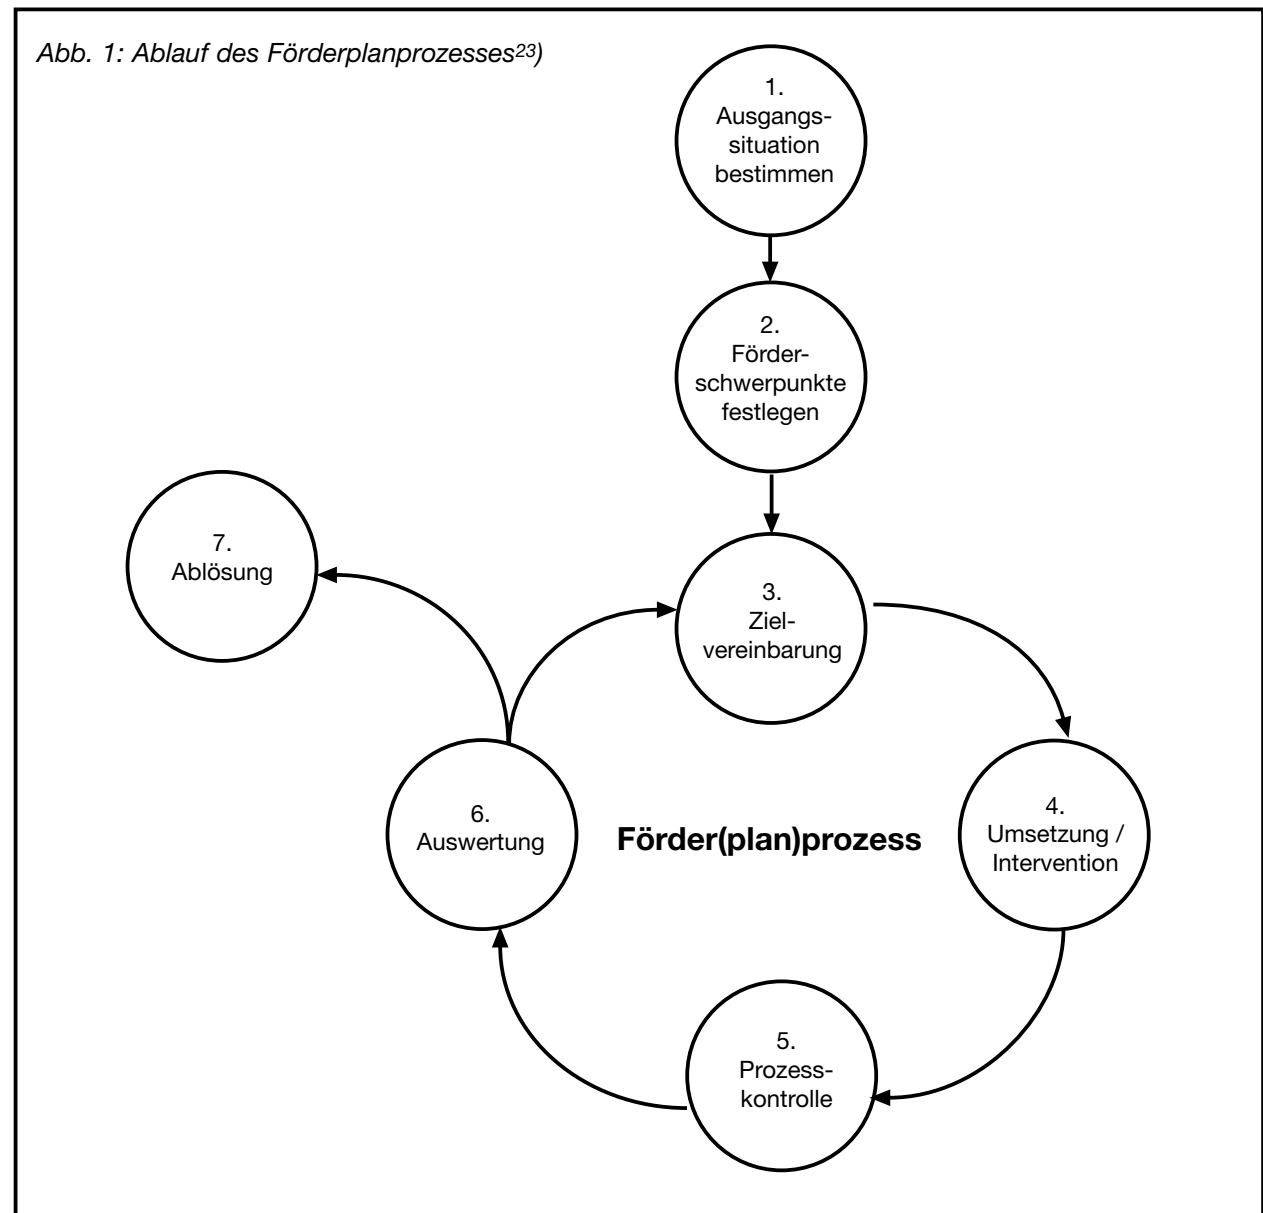 Abb. 1: Ablauf des Förderplanprozesses²³⁾
1.
Ausgangs-
situation
bestimmen
2.
Förder-
schwerpunkte
festlegen
3.
Ziel-
vereinbarung
4.
Umsetzung /
Intervention
5.
Prozess-
kontrolle
6.
Auswertung
7.
Ablösung
Förder(plan)prozess